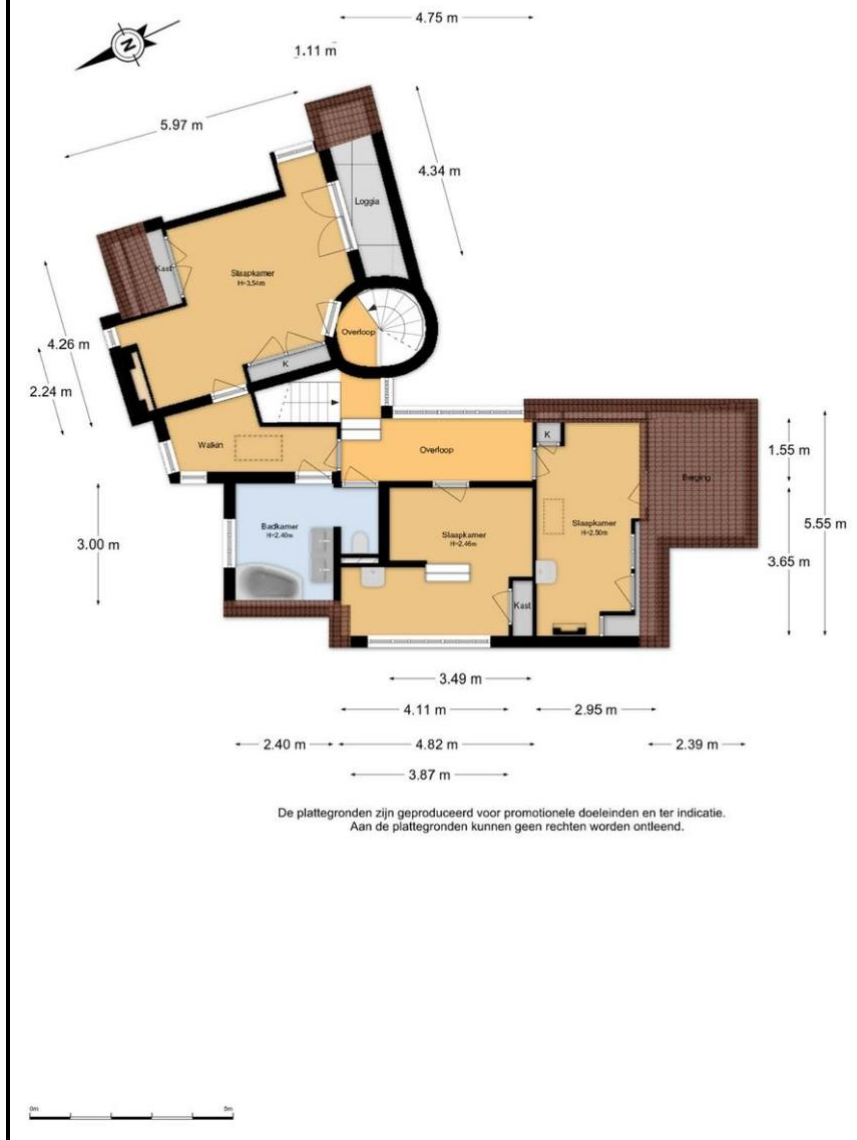 4.75 m
N
1.11 m
5.97 m
4.34 m
Loggia
Kast
Slaapkamer
H=3,54m
Overloop
4.26 m
K
2.24 m
Walkin
Overloop
K
1.55 m
Berging
Badkamer
H=2.40m
Slaapkamer
H=2.46m
Slaapkamer
H=2.50m
5.55 m
3.00 m
3.65 m
Kast
3.49 m
4.11 m
2.95 m
2.40 m
4.82 m
2.39 m
3.87 m
De plattegronden zijn geproduceerd voor promotionele doeleinden en ter indicatie.
Aan de plattegronden kunnen geen rechten worden ontleend.
0m 5m